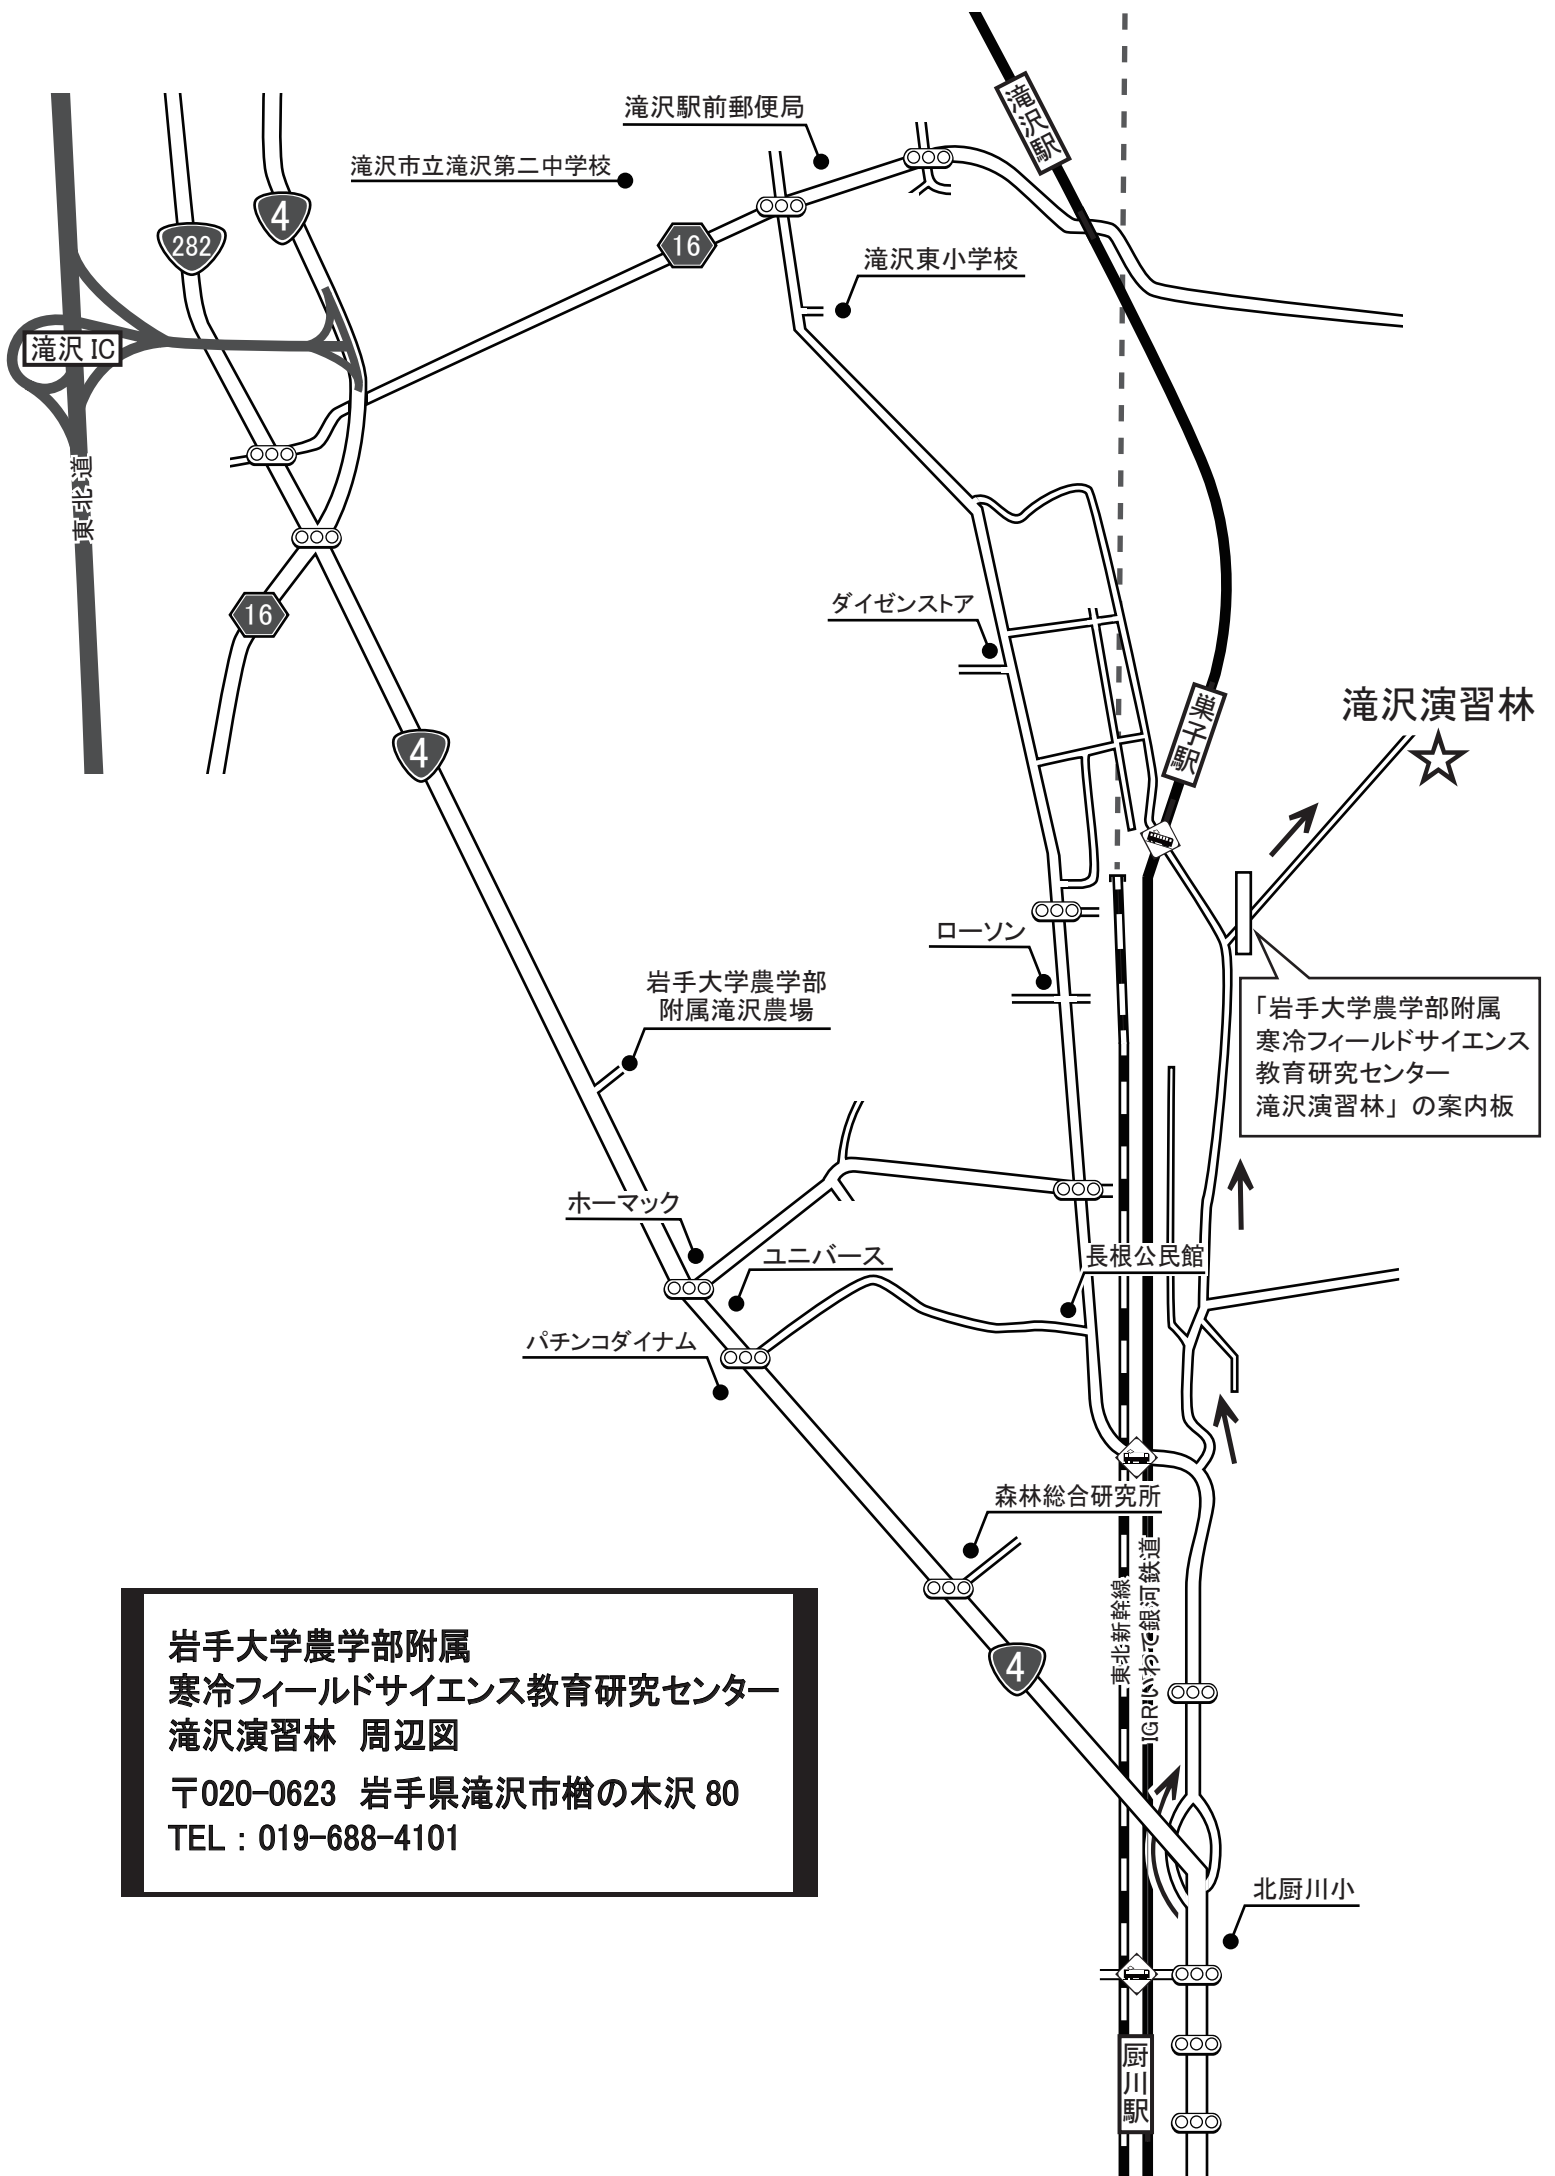 滝沢駅
滝沢駅前郵便局
滝沢市立滝沢第二中学校
4
282
16
滝沢東小学校
滝沢 IC
東北道
16
ダイゼンストア
滝沢演習林
巣子駅
4
ローソン
岩手大学農学部
附属滝沢農場
「岩手大学農学部附属
寒冷フィールドサイエンス
教育研究センター
滝沢演習林」の案内板
ホーマック
ユニバース
長根公民館
パチンコダイナム
森林総合研究所
東北新幹線
IGRいわて銀河鉄道
4
岩手大学農学部附属
寒冷フィールドサイエンス教育研究センター
滝沢演習林 周辺図
〒020-0623 岩手県滝沢市楢の木沢 80
TEL : 019-688-4101
北厨川小
厨川駅